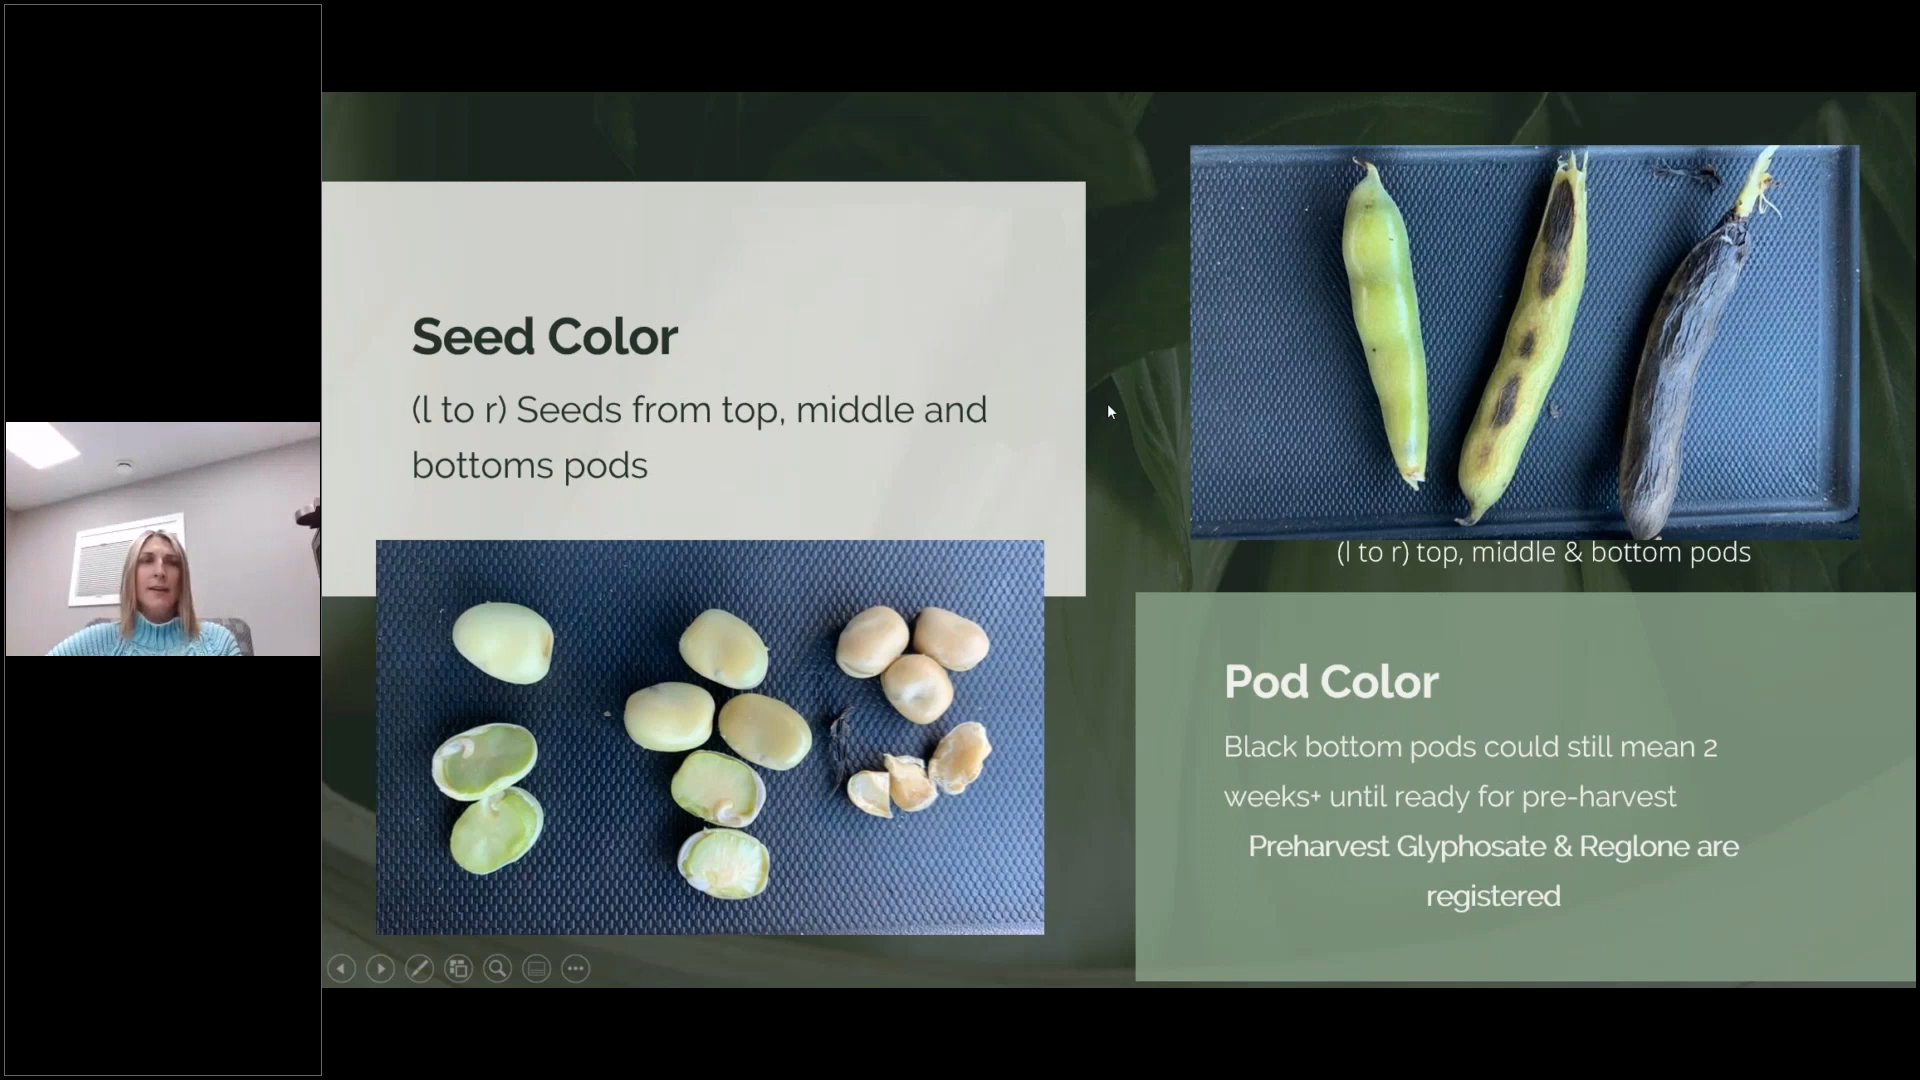 Seed Color
(l to r) Seeds from top, middle and
bottoms pods
(l to r) top, middle & bottom pods
Pod Color
Black bottom pods could still mean 2
weeks+ until ready for pre-harvest
Preharvest Glyphosate & Reglone are
registered